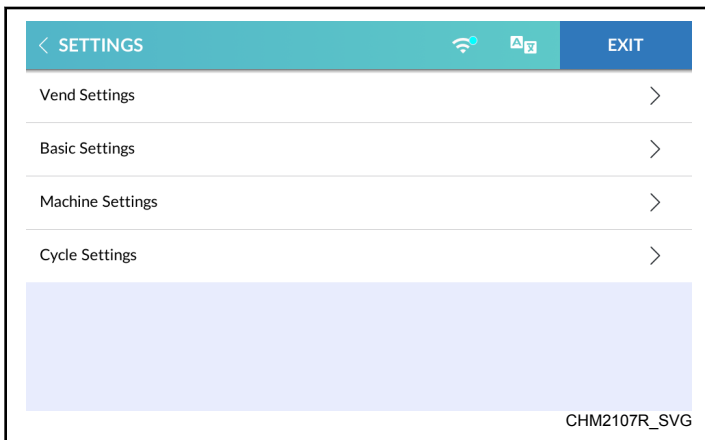 SETTINGS
EXIT
Vend Settings
Basic Settings
Machine Settings
Cycle Settings
CHM2107R_SVG